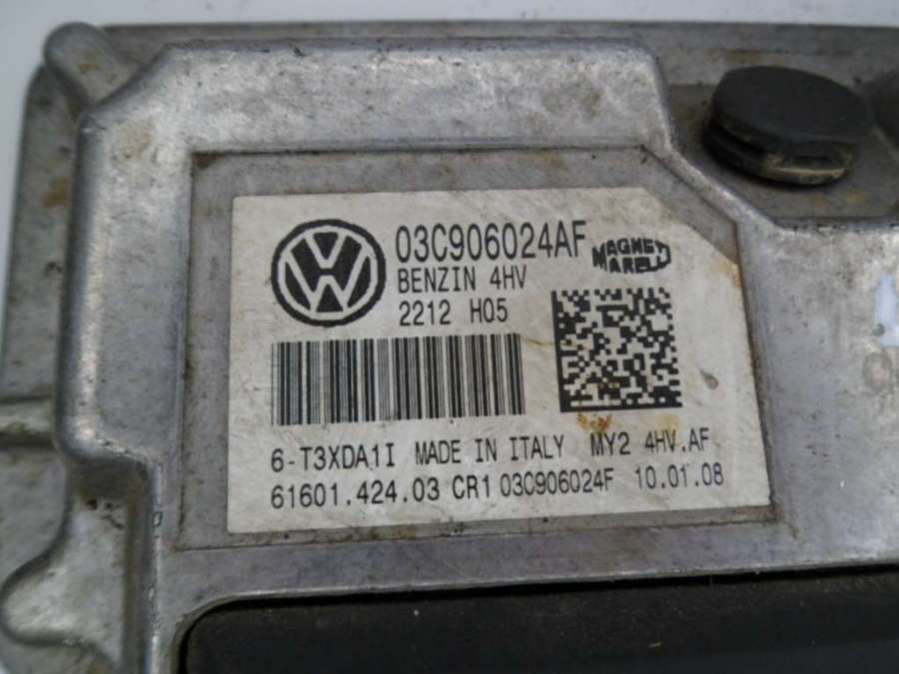 03C906024AF
MAGNETI
MARELLI
BENZIN 4HV
2212 H05
6-T3XDA1I MADE IN ITALY MY2 4HV.AF
61601.424.03 CR1 03C906024F 10.01.08